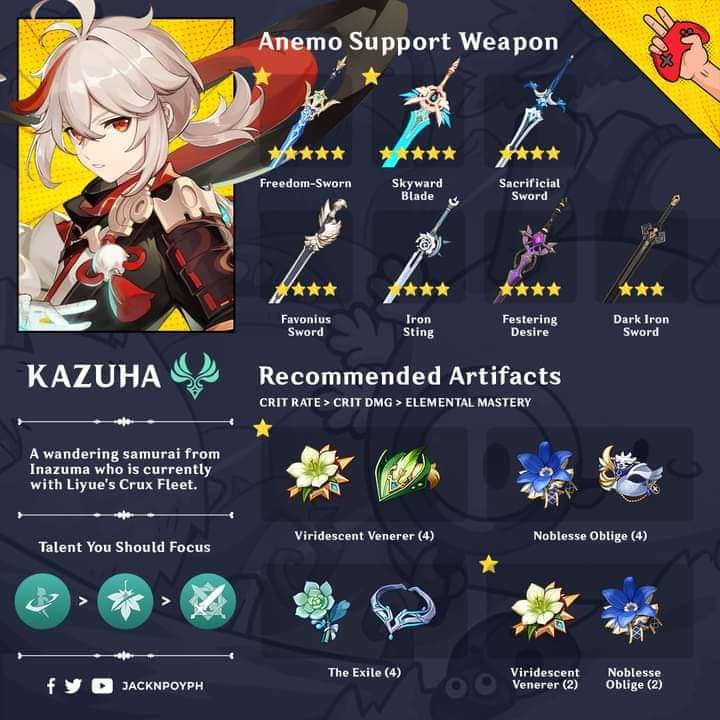 Anemo Support Weapon
Freedom-Sworn
Skyward
Blade
Sacrificial
Sword
Favonius
Sword
Iron
Sting
Festering
Desire
Dark Iron
Sword
KAZUHA
A wandering samurai from
Inazuma who is currently
with Liyue's Crux Fleet.
Talent You Should Focus
> >
JACKNPOYPH
Recommended Artifacts
CRIT RATE > CRIT DMG > ELEMENTAL MASTERY
Viridescent Venerer (4)
Noblesse Oblige (4)
The Exile (4)
Viridescent
Venerer (2)
Noblesse
Oblige (2)